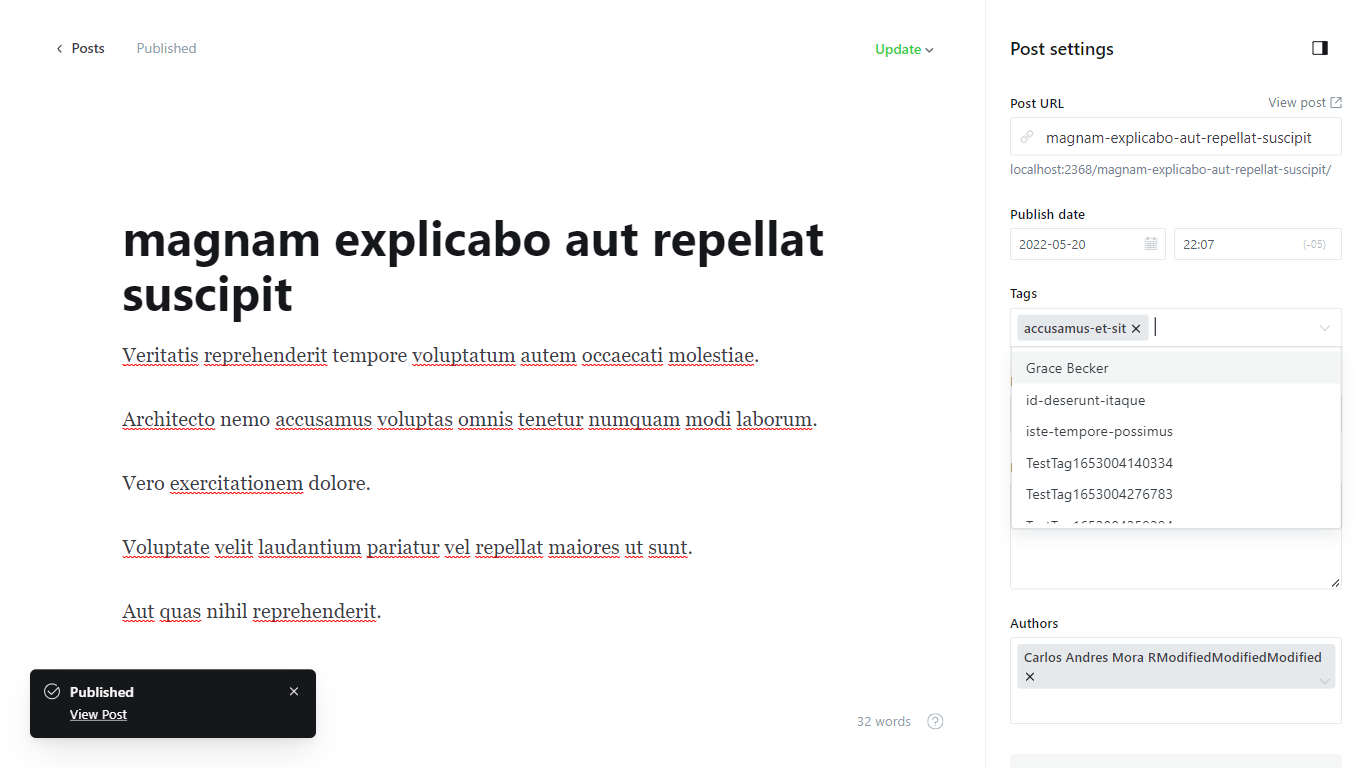 Posts
Published
Update
magnam explicabo aut repellat
suscipit
Veritatis reprehenderit tempore voluptatum autem occaecati molestiae.
Architecto nemo accusamus voluptas omnis tenetur numquam modi laborum.
Vero exercitationem dolore.
Voluptate velit laudantium pariatur vel repellat maiores ut sunt.
Aut quas nihil reprehenderit.
Published
View Post
32 words
Post settings
Post URL
View post
magnam-explicabo-aut-repellat-suscipit
localhost:2368/magnam-explicabo-aut-repellat-suscipit/
Publish date
2022-05-20
22:07
(-05)
Tags
accusamus-et-sit
Grace Becker
id-deserunt-itaque
iste-tempore-possimus
TestTag1653004140334
TestTag1653004276783
Authors
Carlos Andres Mora RModifiedModifiedModified